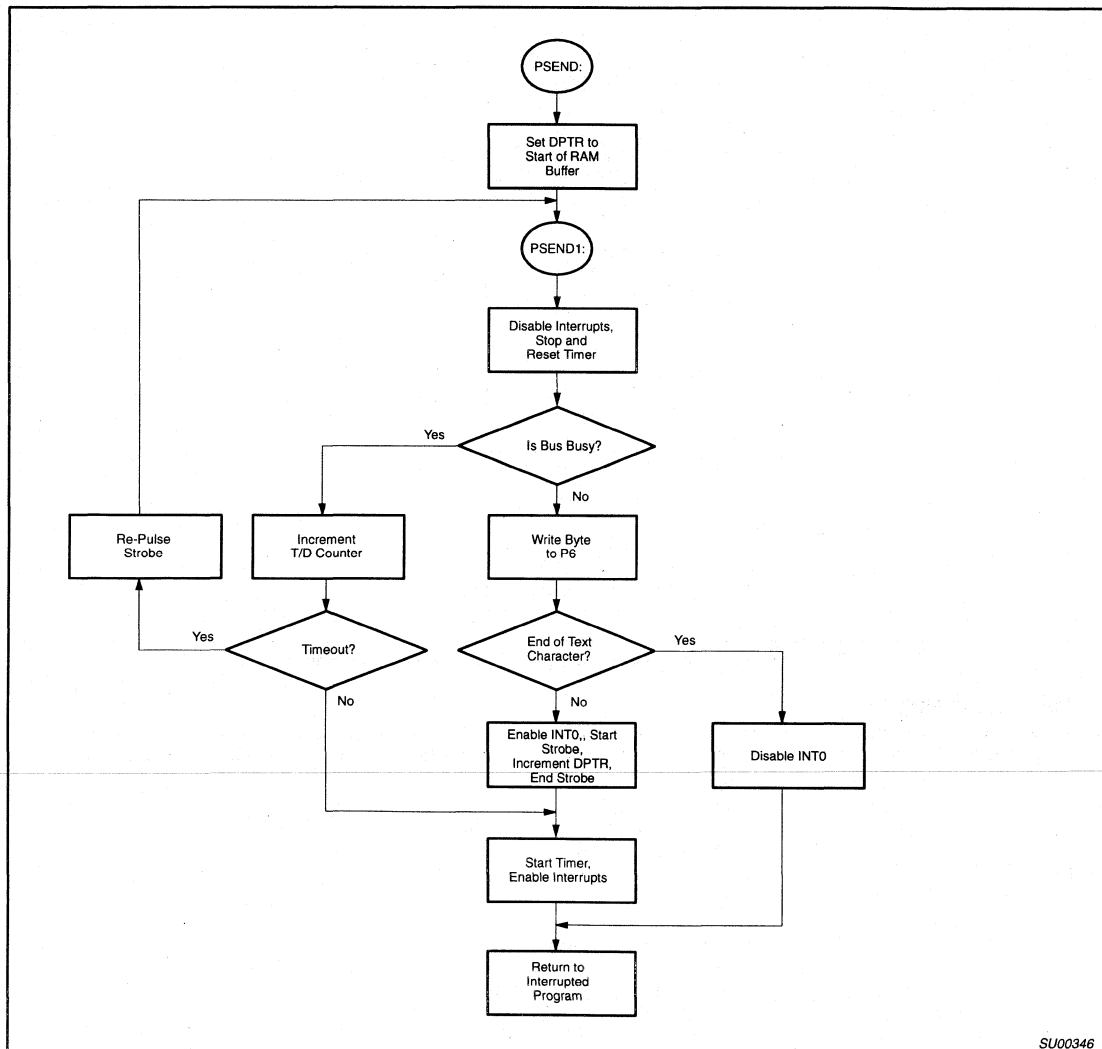 PSEND:
Set DPTR to
Start of RAM
Buffer
PSEND1:
Disable Interrupts,
Stop and
Reset Timer
Yes
Is Bus Busy?
No
Re-Pulse
Strobe
Increment
T/D Counter
Write Byte
to P6
Yes
Timeout?
No
End of Text
Character?
Yes
No
Enable INT0,, Start
Strobe,
Increment DPTR,
End Strobe
Disable INT0
Start Timer,
Enable Interrupts
Return to
Interrupted
Program
SU00346